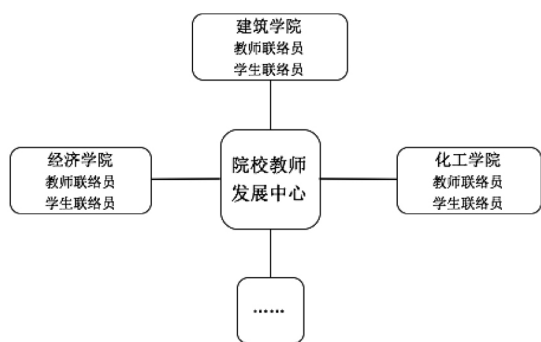 建筑学院
教师联络员
学生联络员
经济学院
教师联络员
学生联络员
院校教师
发展中心
化工学院
教师联络员
学生联络员
……